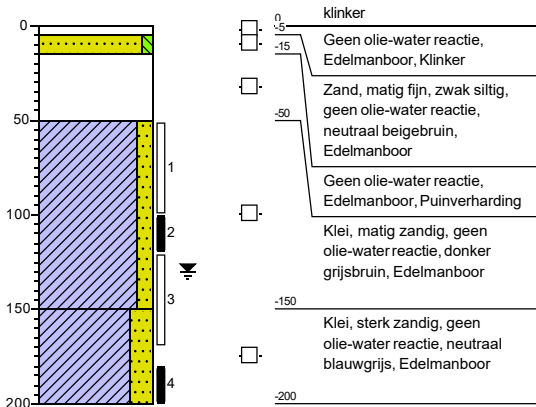 0
50
100
150
200
1
2
3
4
0
-5
-15
-50
-150
-200
klinker
Geen olie-water reactie,
Edelmanboor, Klinker
Zand, matig fijn, zwak siltig,
geen olie-water reactie,
neutraal beigebruin,
Edelmanboor
Geen olie-water reactie,
Edelmanboor, Puinverharding
Klei, matig zandig, geen
olie-water reactie, donker
grijsbruin, Edelmanboor
Klei, sterk zandig, geen
olie-water reactie, neutraal
blauwgrijs, Edelmanboor